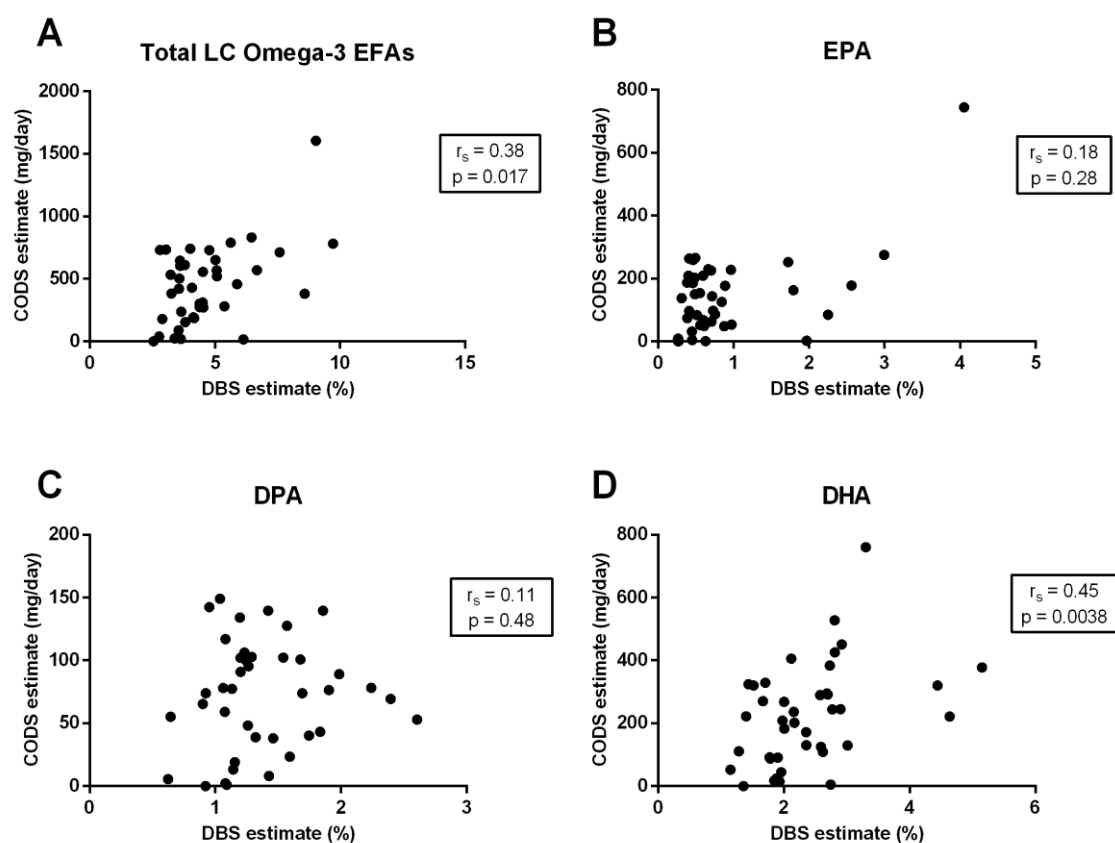 A
Total LC Omega-3 EFAs
CODS estimate (mg/day)
2000
1500
1000
500
0
0
5
10
15
DBS estimate (%)
rs = 0.38
p = 0.017
B
EPA
CODS estimate (mg/day)
800
600
400
200
0
0
1
2
3
4
5
DBS estimate (%)
rs = 0.18
p = 0.28
C
DPA
CODS estimate (mg/day)
200
150
100
50
0
0
1
2
3
DBS estimate (%)
rs = 0.11
p = 0.48
D
DHA
CODS estimate (mg/day)
800
600
400
200
0
0
2
4
6
DBS estimate (%)
rs = 0.45
p = 0.0038